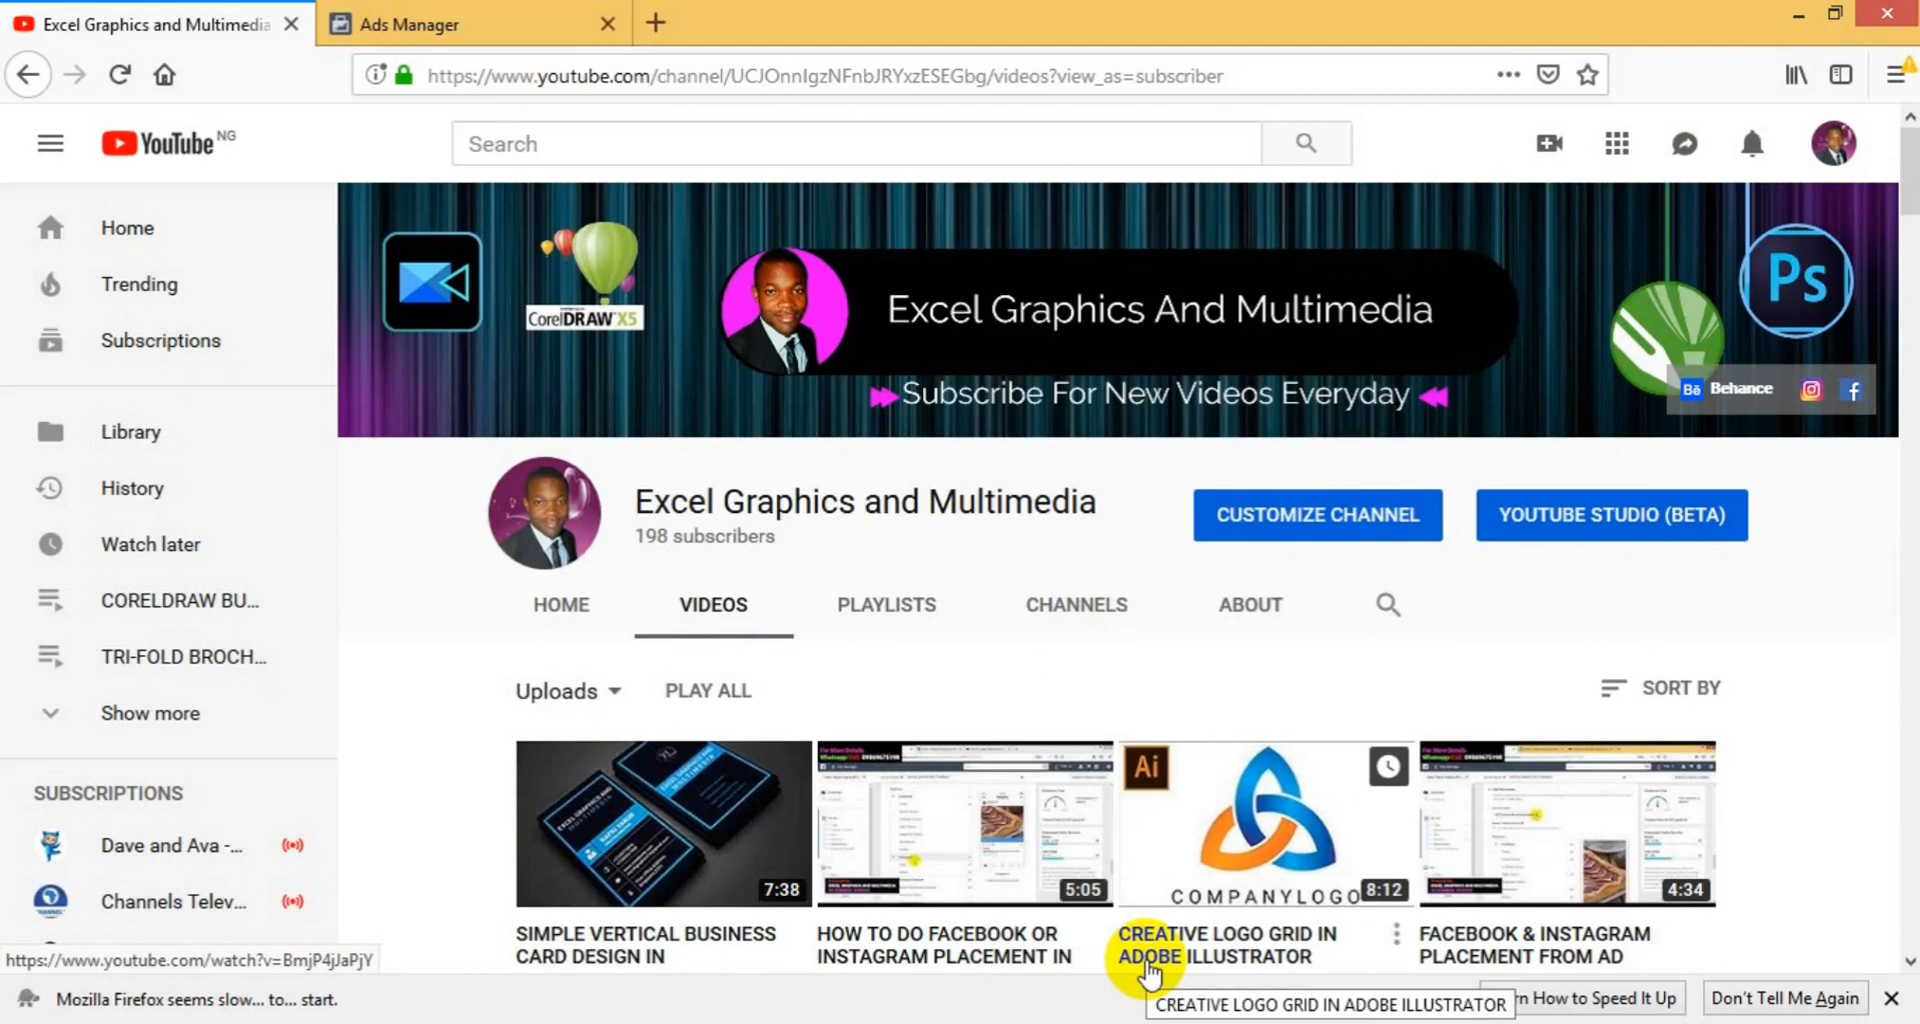 Excel Graphics and Multimedia
Ads Manager
https://www.youtube.com/channel/UCJOnnIgzNFnbJRYxzESEGbg/videos?view_as=subscriber
YouTube NG
Search
Home
Trending
Subscriptions
Library
History
Watch later
CORELDRAW BU...
TRI-FOLD BROCH...
Show more
SUBSCRIPTIONS
Dave and Ava -...
Channels Telev...
CorelDRAW X5
Excel Graphics And Multimedia
Subscribe For New Videos Everyday
Ps
Bē Behance
Excel Graphics and Multimedia
198 subscribers
CUSTOMIZE CHANNEL
YOUTUBE STUDIO (BETA)
HOME
VIDEOS
PLAYLISTS
CHANNELS
ABOUT
Uploads
PLAY ALL
SORT BY
7:38
5:05
Ai
COMPANYLOGO
8:12
4:34
SIMPLE VERTICAL BUSINESS
CARD DESIGN IN
HOW TO DO FACEBOOK OR
INSTAGRAM PLACEMENT IN
CREATIVE LOGO GRID IN
ADOBE ILLUSTRATOR
FACEBOOK & INSTAGRAM
PLACEMENT FROM AD
https://www.youtube.com/watch?v=BmjP4jJaPjY
Mozilla Firefox seems slow... to... start.
CREATIVE LOGO GRID IN ADOBE ILLUSTRATOR
How to Speed It Up
Don't Tell Me Again